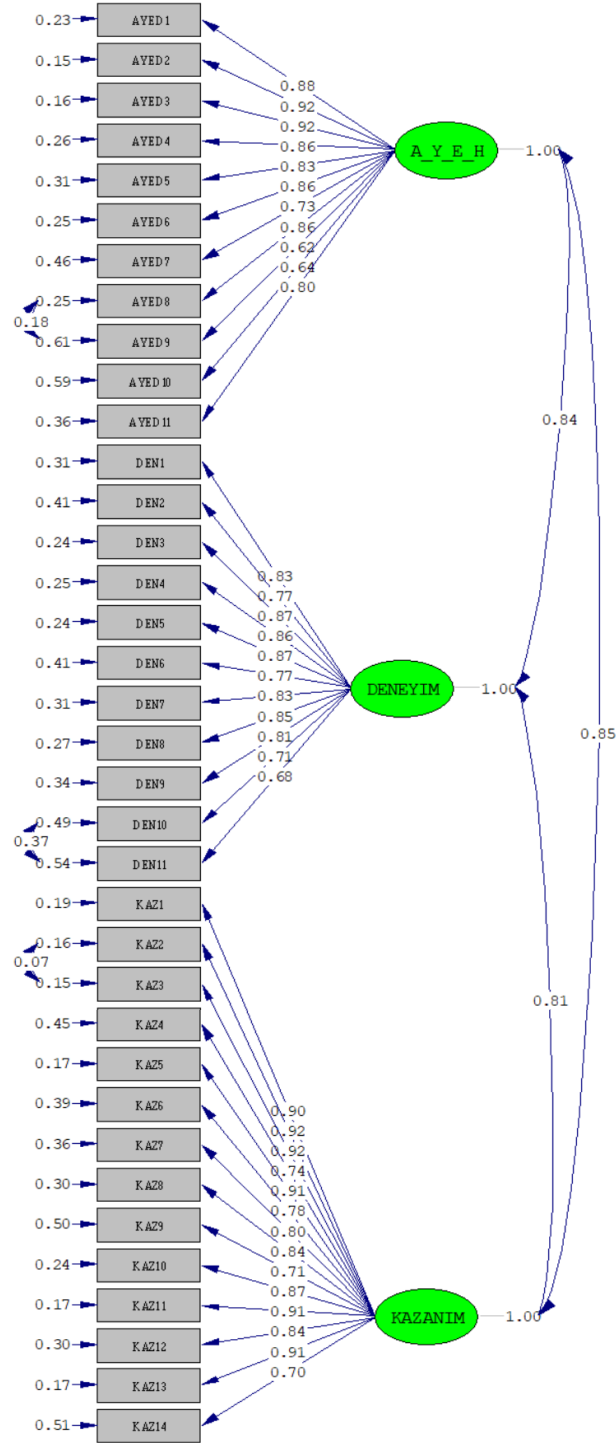 0.23 AYED1
0.15 AYED2
0.16 AYED3
0.26 AYED4
0.31 AYED5
0.25 AYED6
0.46 AYED7
0.25 AYED8
0.18
0.61 AYED9
0.59 AYED10
0.36 AYED11
0.88
0.92
0.92
0.86
0.83
0.86
0.73
0.86
0.62
0.64
0.80
A_Y_E_H 1.00
0.31 DEN1
0.41 DEN2
0.24 DEN3
0.25 DEN4
0.24 DEN5
0.41 DEN6
0.31 DEN7
0.27 DEN8
0.34 DEN9
0.49 DEN10
0.37
0.54 DEN11
0.83
0.77
0.87
0.86
0.87
0.77
0.83
0.85
0.81
0.71
0.68
DENEYIM 1.00
0.84
0.85
0.81
0.19 KAZ1
0.16 KAZ2
0.07
0.15 KAZ3
0.45 KAZ4
0.17 KAZ5
0.39 KAZ6
0.36 KAZ7
0.30 KAZ8
0.50 KAZ9
0.24 KAZ10
0.17 KAZ11
0.30 KAZ12
0.17 KAZ13
0.51 KAZ14
0.90
0.92
0.92
0.74
0.91
0.78
0.80
0.84
0.71
0.87
0.91
0.84
0.91
0.70
KAZANIM 1.00